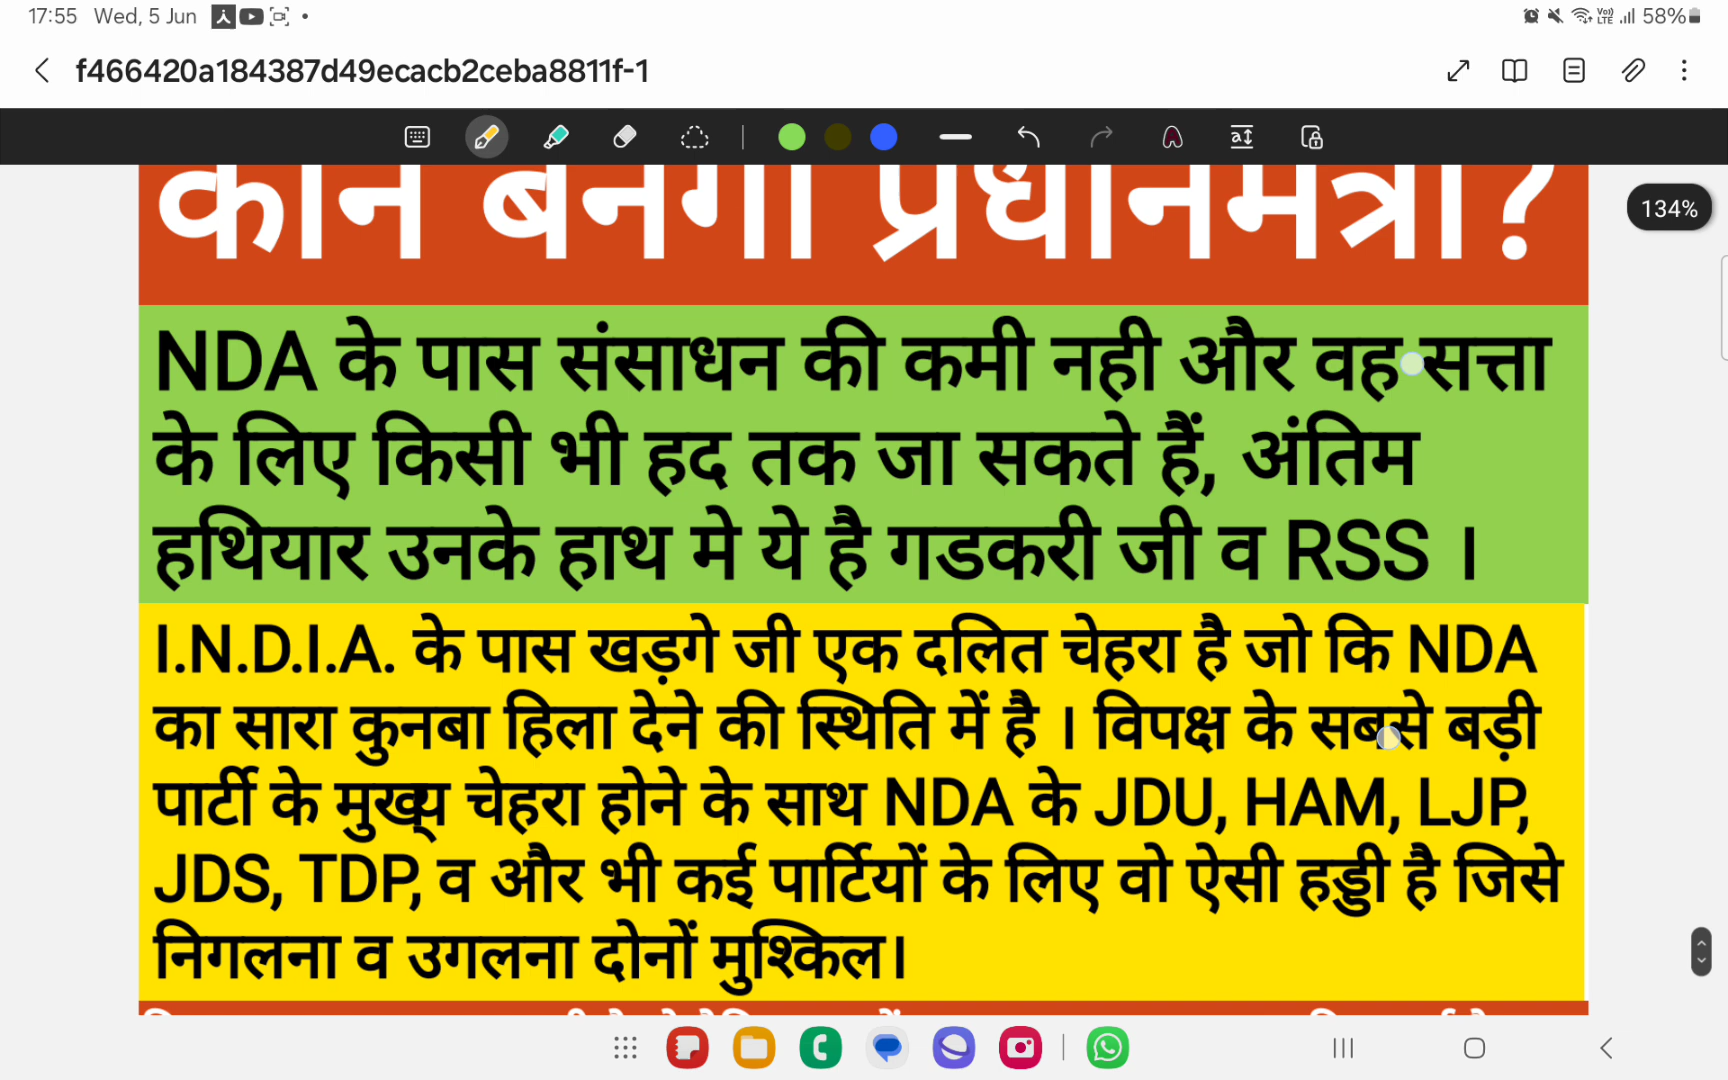 17:55 Wed, 5 Jun
58%
f466420a184387d49ecacb2ceba8811f-1
134%
कौन बनेगा प्रधानमंत्री?
NDA के पास संसाधन की कमी नही और वह सत्ता
के लिए किसी भी हद तक जा सकते हैं, अंतिम
हथियार उनके हाथ मे ये है गडकरी जी व RSS ।
I.N.D.I.A. के पास खड़गे जी एक दलित चेहरा है जो कि NDA
का सारा कुनबा हिला देने की स्थिति में है । विपक्ष के सबसे बड़ी
पार्टी के मुख्य चेहरा होने के साथ NDA के JDU, HAM, LJP,
JDS, TDP, व और भी कई पार्टियों के लिए वो ऐसी हड्डी है जिसे
निगलना व उगलना दोनों मुश्किल।